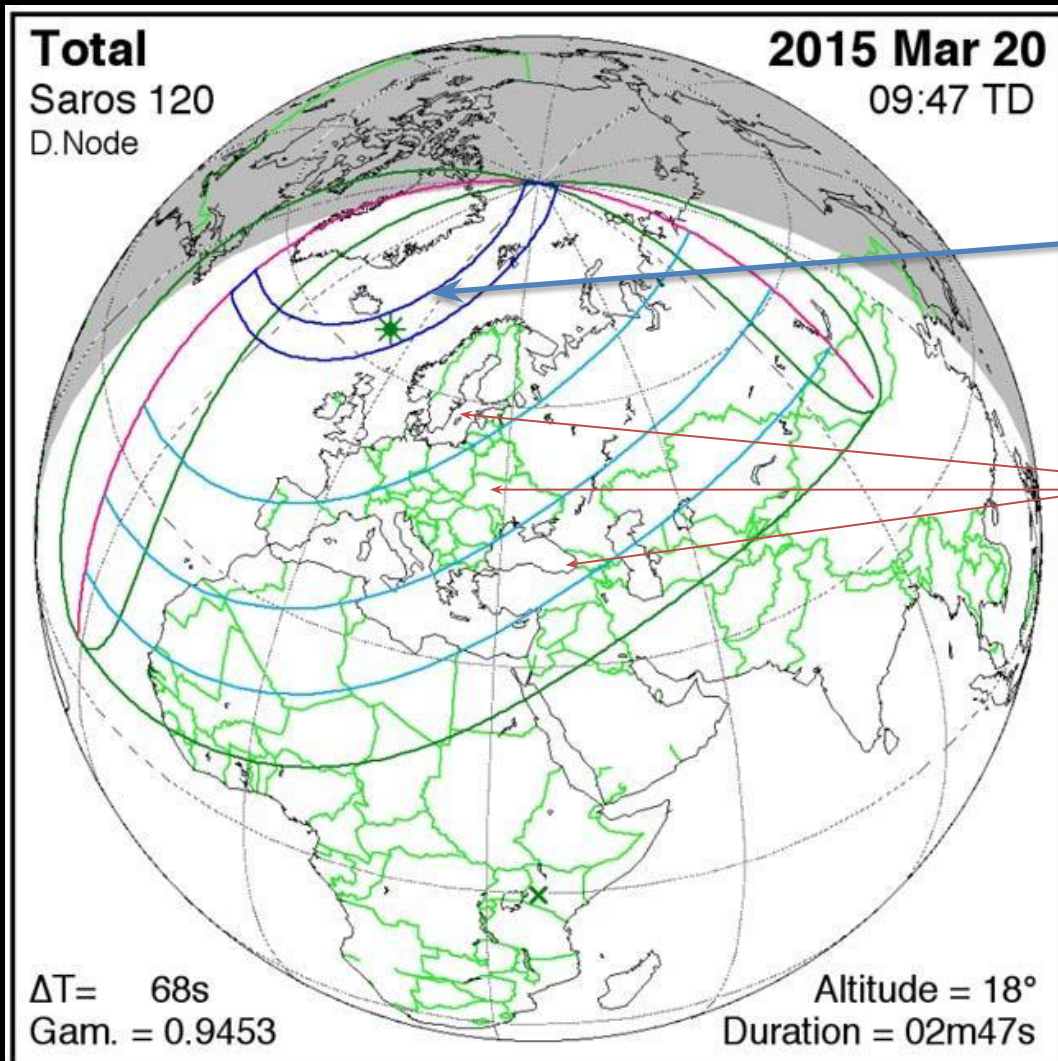 Total
2015 Mar 20
Saros 120
09:47 TD
D.Node
ΔT= 68s
Altitude = 18°
Gam. = 0.9453
Duration = 02m47s